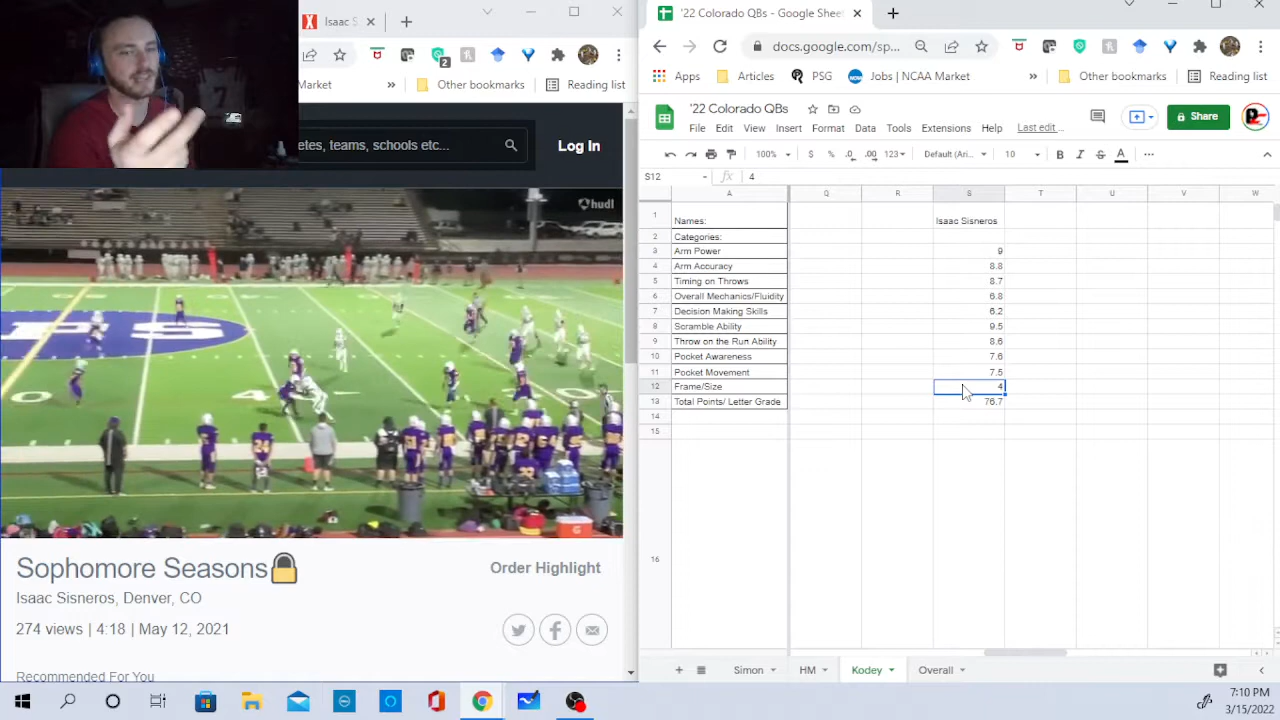 Isaac S
'22 Colorado QBs - Google Shee
docs.google.com/sp...
Market
Other bookmarks
Reading list
Apps
Articles
PSC
Jobs | NCAR Market
Other bookmarks
Reading list
etes, teams, schools etc...
Log In
'22 Colorado QBs
File Edit View Insert Format Data Tools Extensions Help Last edit ...
Share
100% $ % .0 .00 123 Default (Ari... 10 B I S A
S12 fx 4
A Q R S T U V W
1 Names: Isaac Sisneros
2 Categories:
3 Arm Power 9
4 Arm Accuracy 8.8
5 Timing on Throws 8.7
6 Overall Mechanics/Fluidity 6.8
7 Decision Making Skills 6.2
8 Scramble Ability 9.5
9 Throw on the Run Ability 8.6
10 Pocket Awareness 7.6
11 Pocket Movement 7.5
12 Frame/Size 4
13 Total Points/ Letter Grade 76.7
14
15
16
hudl
Sophomore Seasons
Order Highlight
Isaac Sisneros, Denver, CO
274 views | 4:18 | May 12, 2021
Recommended For You
Simon HM Kodey Overall
7:10 PM
3/15/2022